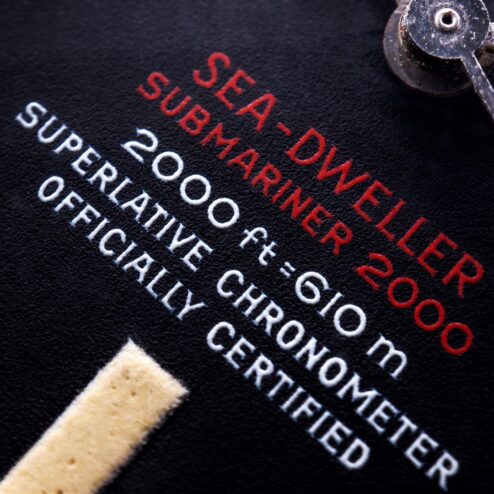 SEA-DWELLER
SUBMARINER 2000
2000 ft = 610 m
SUPERLATIVE CHRONOMETER
OFFICIALLY CERTIFIED